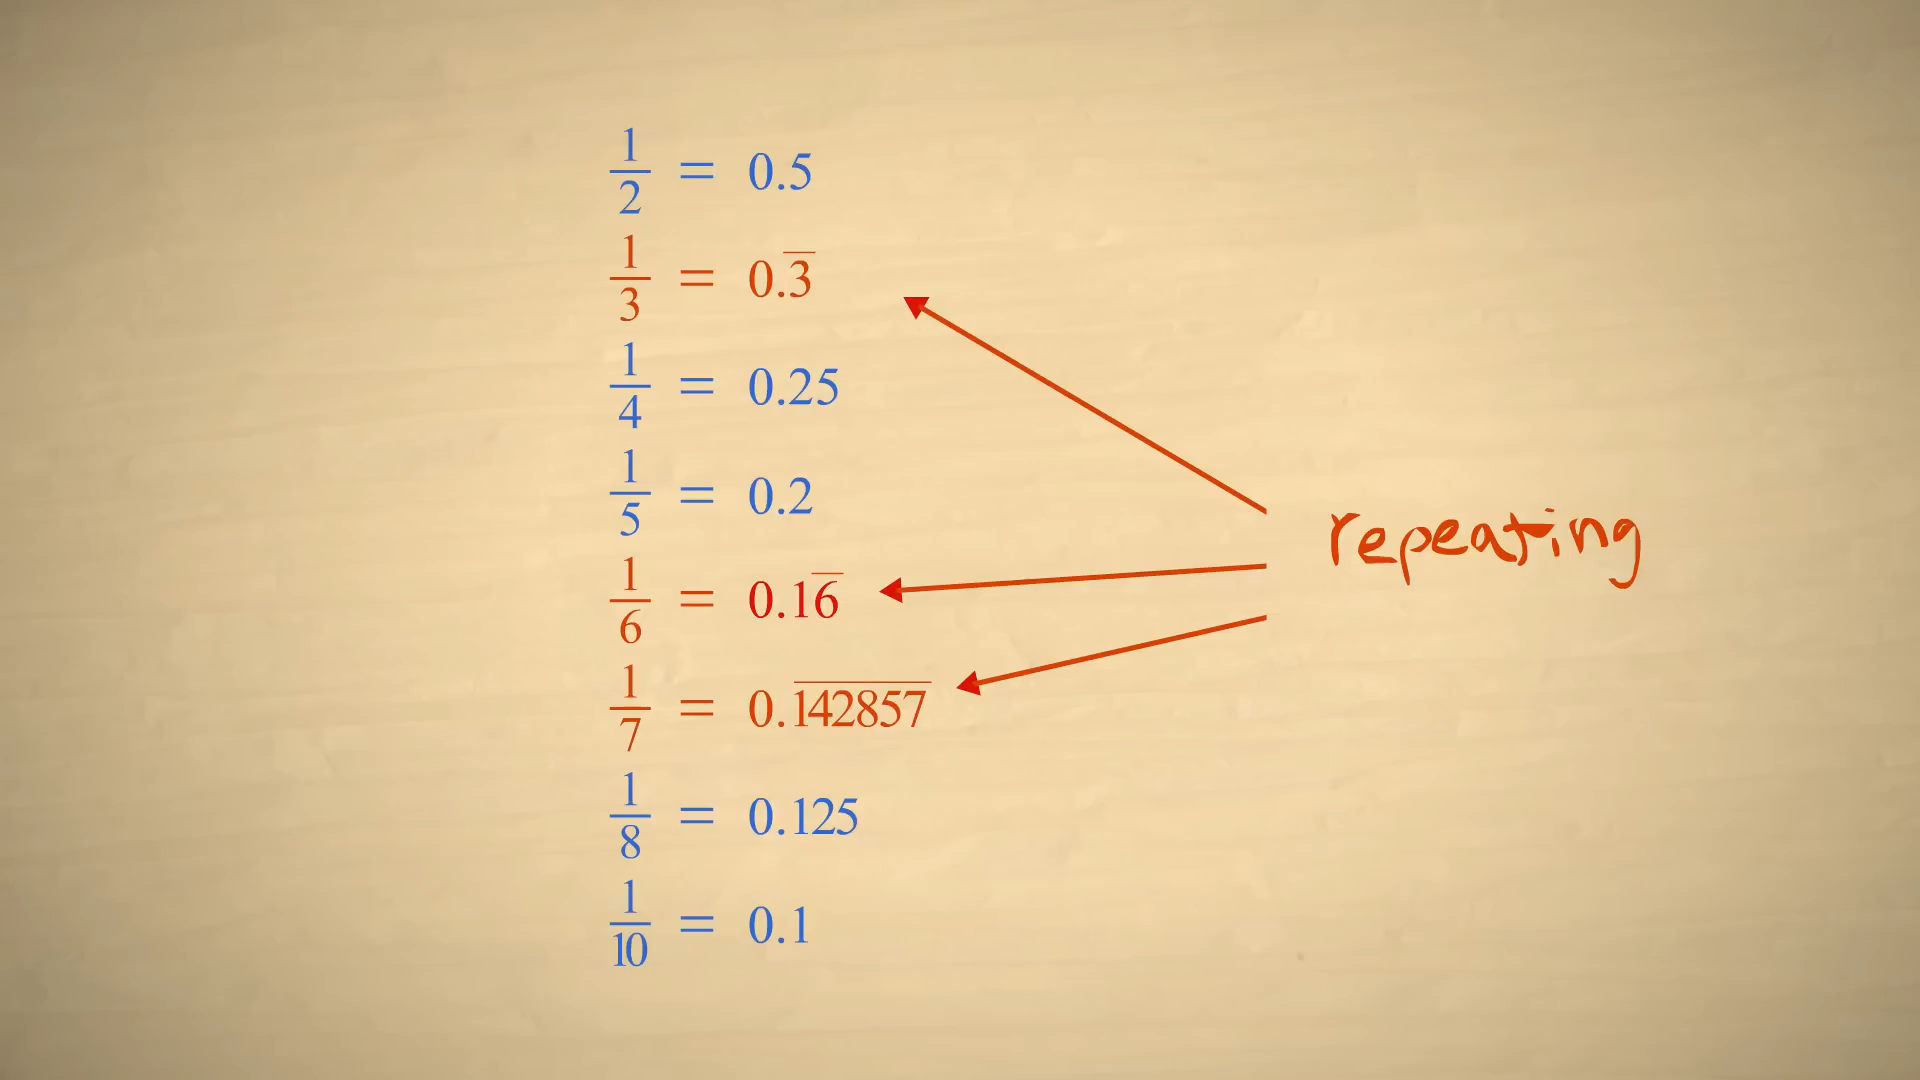 1/2 = 0.5
1/3 = 0.3̅
1/4 = 0.25
1/5 = 0.2
repeating
1/6 = 0.16̅
1/7 = 0.1̅4̅2̅8̅5̅7̅
1/8 = 0.125
1/10 = 0.1